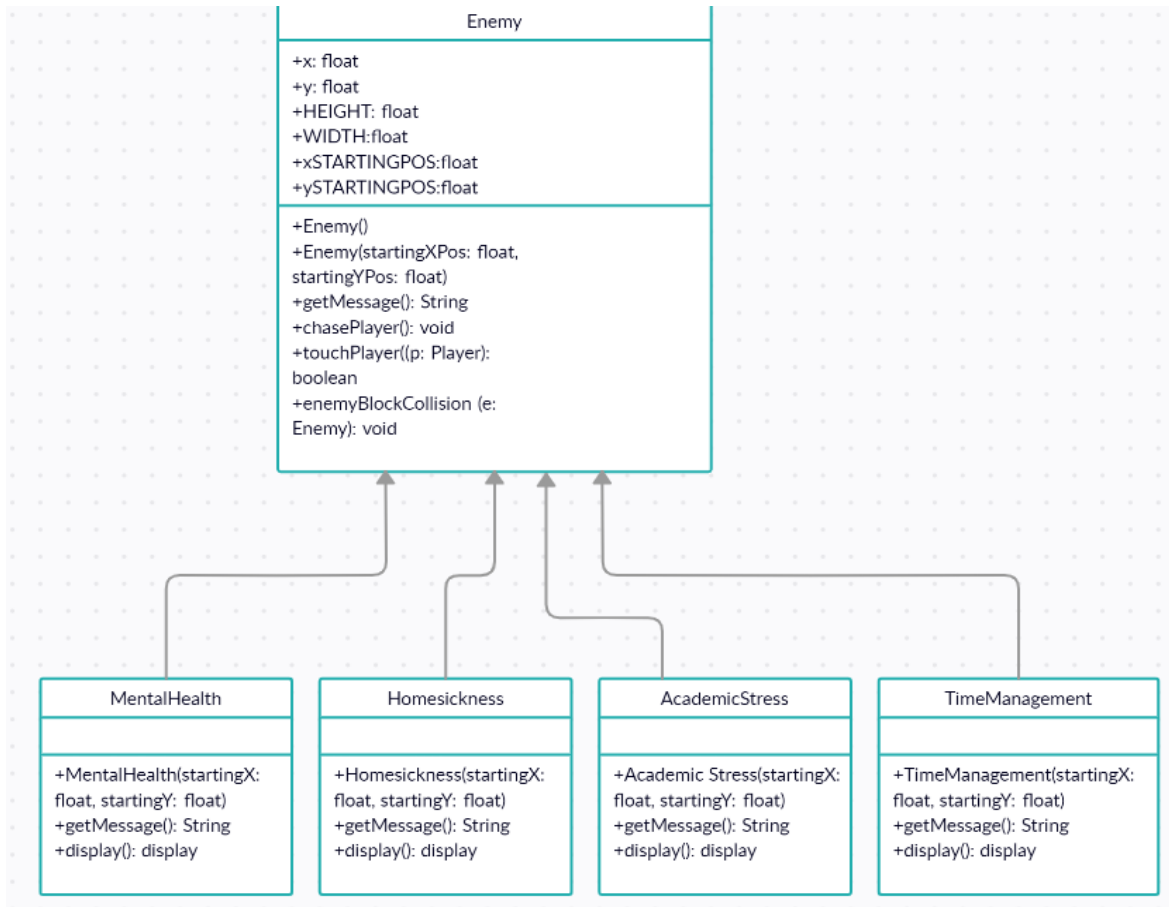 Enemy
+x: float
+y: float
+HEIGHT: float
+WIDTH:float
+xSTARTINGPOS:float
+ySTARTINGPOS:float
+Enemy()
+Enemy(startingXPos: float,
startingYPos: float)
+getMessage(): String
+chasePlayer(): void
+touchPlayer((p: Player):
boolean
+enemyBlockCollision (e:
Enemy): void
MentalHealth
+MentalHealth(startingX:
float, startingY: float)
+getMessage(): String
+display(): display
Homesickness
+Homesickness(startingX:
float, startingY: float)
+getMessage(): String
+display(): display
AcademicStress
+Academic Stress(startingX:
float, startingY: float)
+getMessage(): String
+display(): display
TimeManagement
+TimeManagement(startingX:
float, startingY: float)
+getMessage(): String
+display(): display